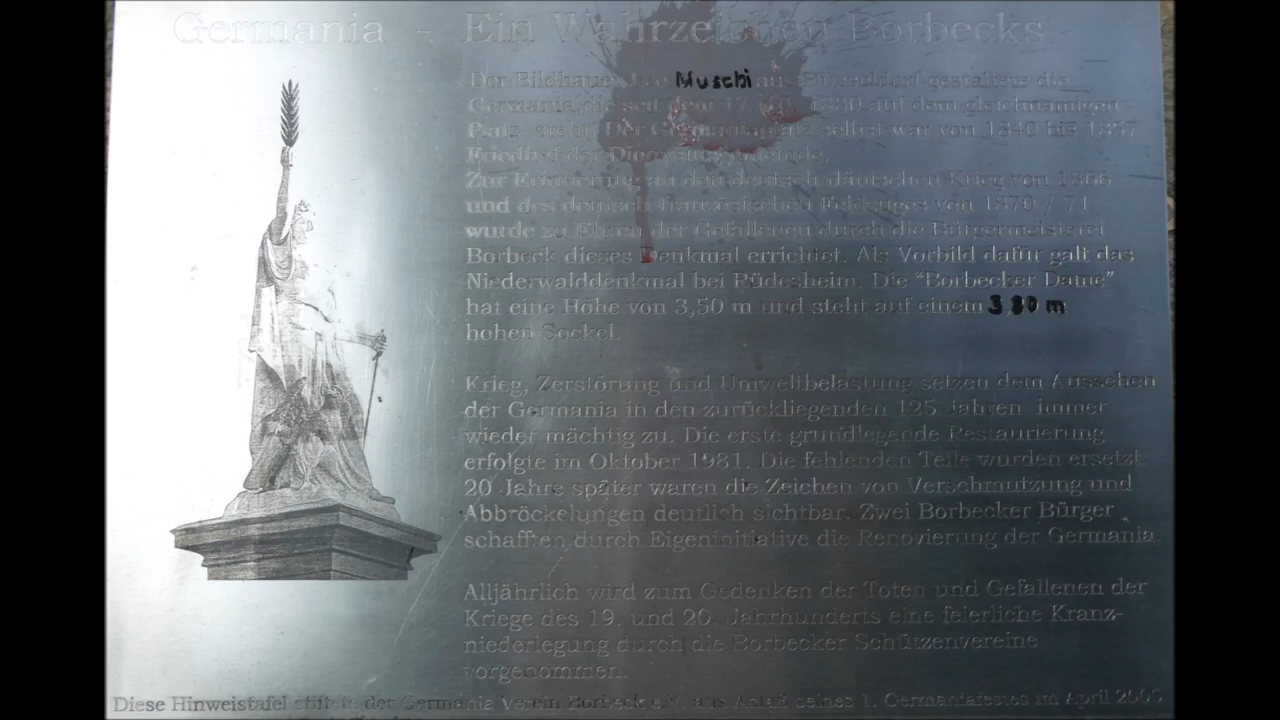 Germania - Ein Wahrzeichen Borbecks
Der Bildhauer Muschi aus Düsseldorf gestaltete die
Germania, die seit dem 17. 1880 auf dem gleichnamigen
Platz steht. Der Germaniaplatz selbst war von 1840 bis 1857
Friedhof der
Zur Erinnerung an den deutsch dänischen Krieg von 1866
und des deutsch französischen Feldzuges von 1870 / 71
wurde zu Ehren der Gefallenen durch die Bürgermeisterei
Borbeck dieses Denkmal errichtet. Als Vorbild dafür galt das
Niederwalddenkmal bei Rüdesheim. Die "Borbecker Dame"
hat eine Höhe von 3,50 m und steht auf einem 3,80 m
hohen Sockel.
Krieg, Zerstörung und Umweltbelastung setzen dem Aussehen
der Germania in den zurückliegenden 125 Jahren immer
wieder mächtig zu. Die erste grundlegende Restaurierung
erfolgte im Oktober 1981. Die fehlenden Teile wurden ersetzt.
20 Jahre später waren die Zeichen von Verschmutzung und
Abbröckelungen deutlich sichtbar. Zwei Borbecker Bürger
schafften durch Eigeninitiative die Renovierung der Germania.
Alljährlich wird zum Gedenken der Toten und Gefallenen der
Kriege des 19. und 20. Jahrhunderts eine feierliche Kranz-
niederlegung durch die Borbecker Schützenvereine
vorgenommen.
Diese Hinweistafel stiftete der Germania Verein Borbeck e.V. aus Anlaß seines 1. Germaniafestes im April 2005